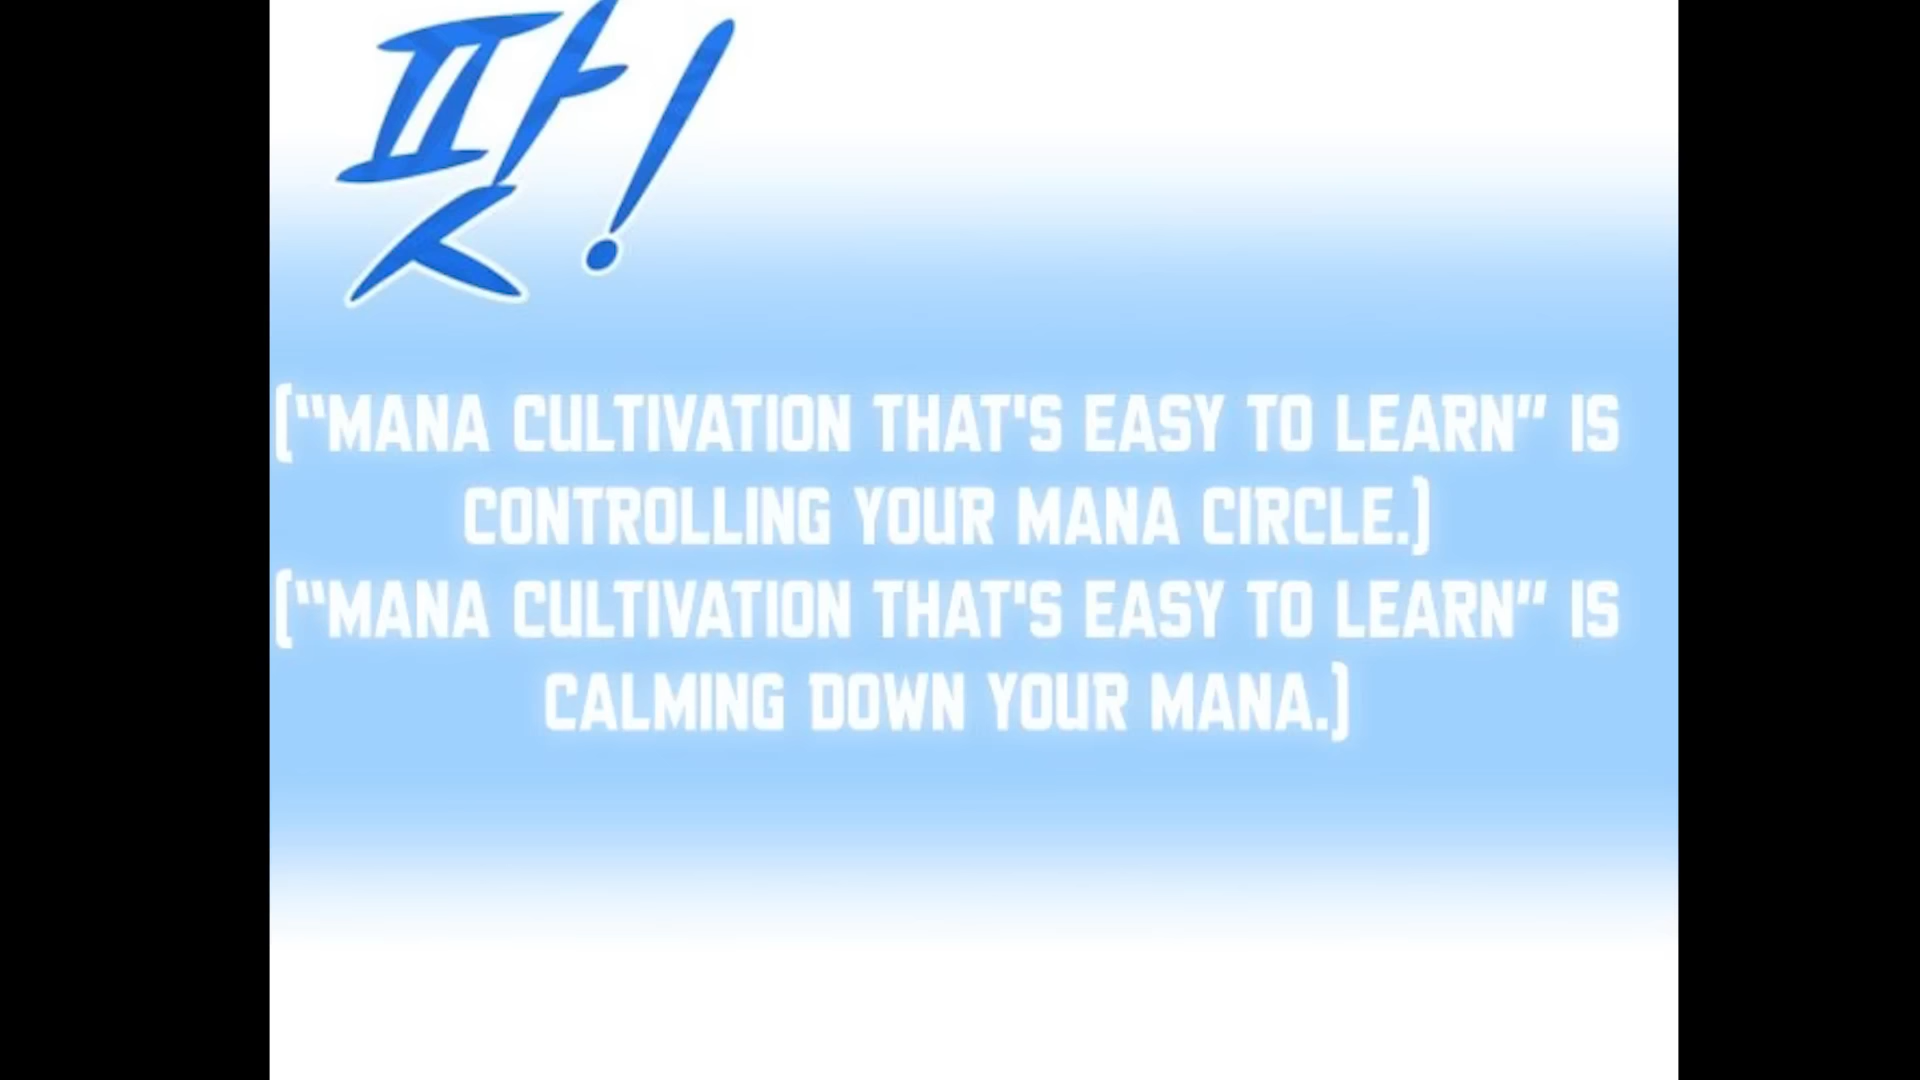 팟!
("MANA CULTIVATION THAT'S EASY TO LEARN" IS
CONTROLLING YOUR MANA CIRCLE.)
("MANA CULTIVATION THAT'S EASY TO LEARN" IS
CALMING DOWN YOUR MANA.)